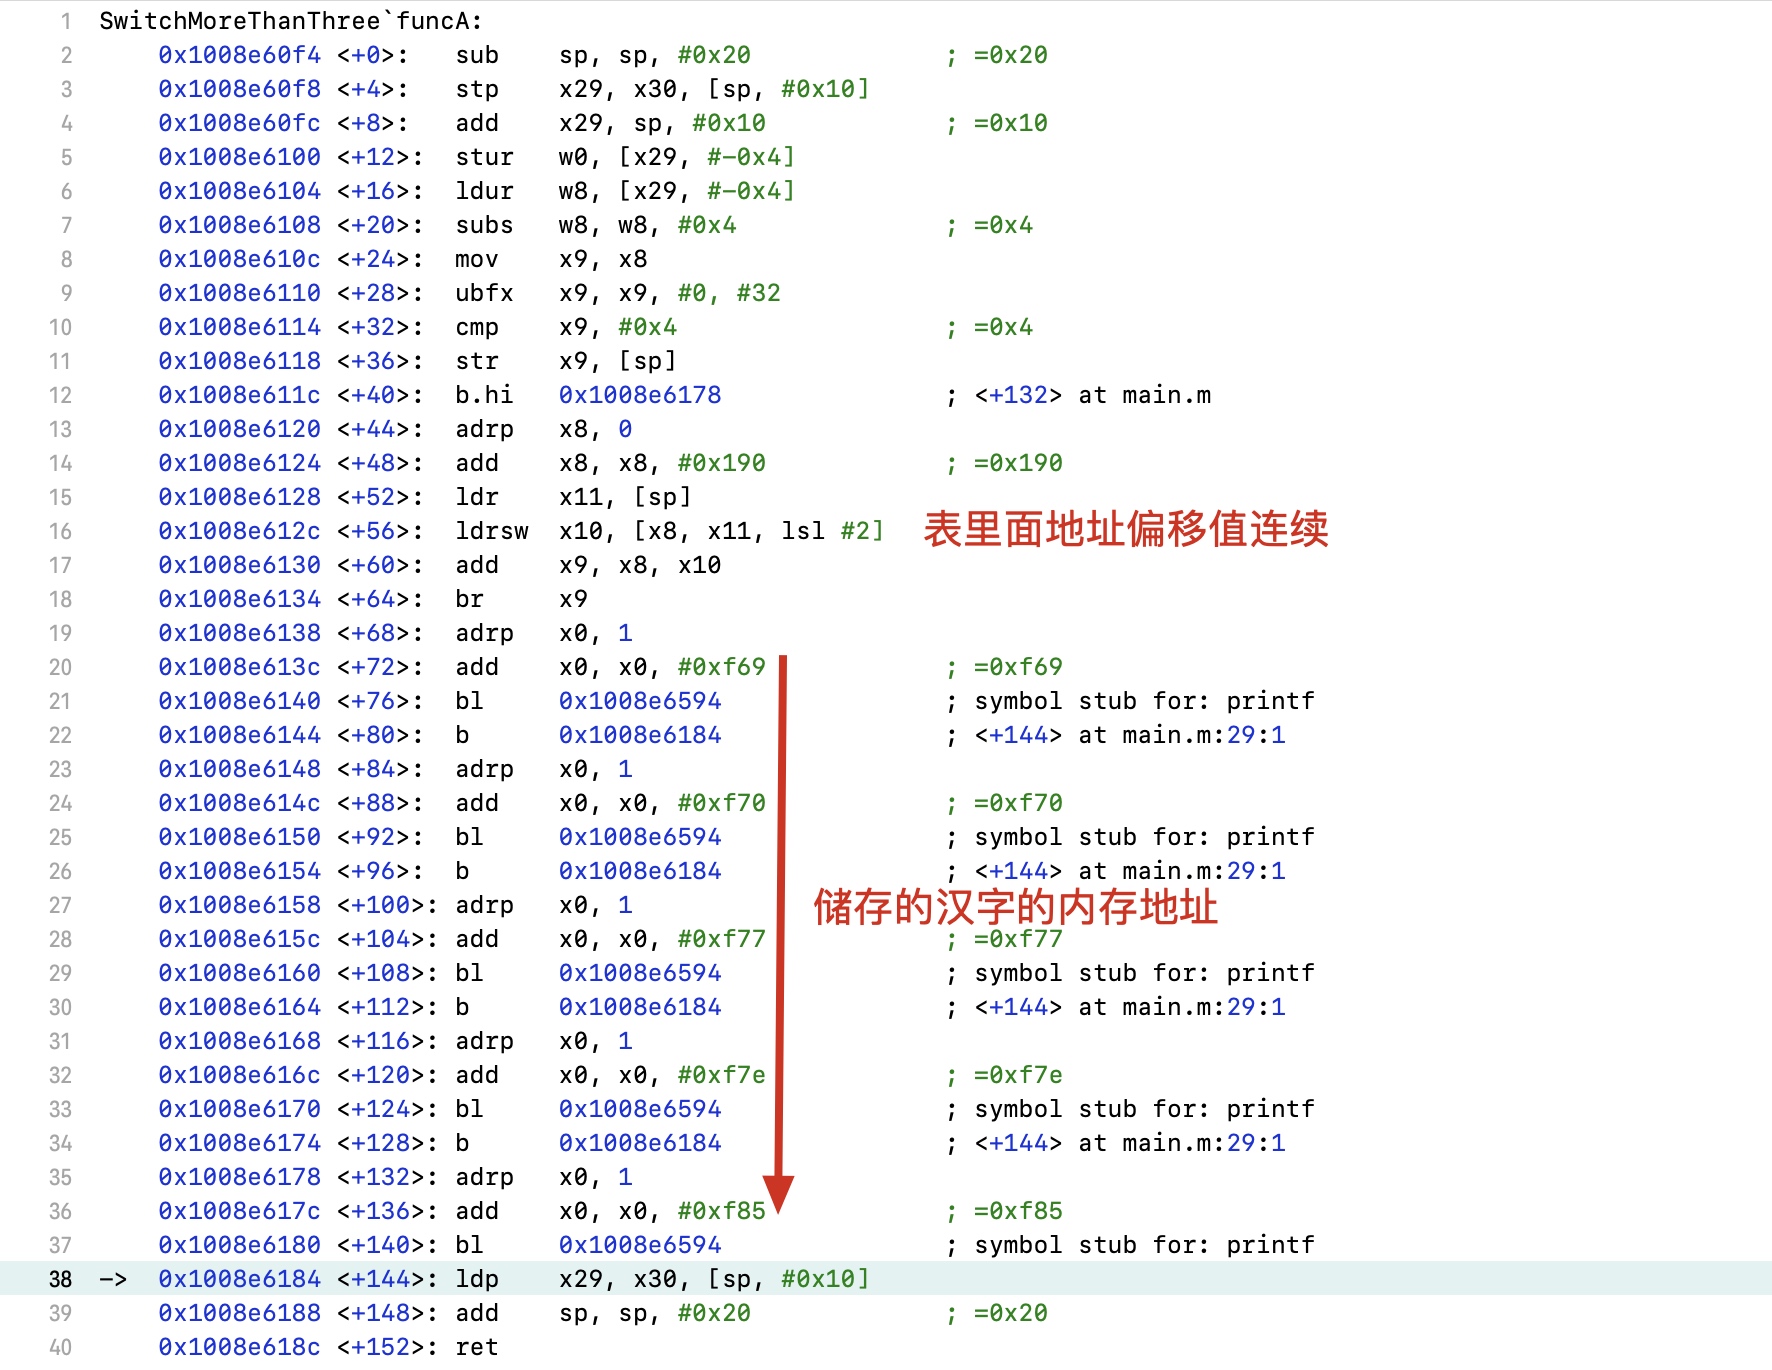 1 SwitchMoreThanThree`funcA:
2 0x1008e60f4 <+0>: sub sp, sp, #0x20 ; =0x20
3 0x1008e60f8 <+4>: stp x29, x30, [sp, #0x10]
4 0x1008e60fc <+8>: add x29, sp, #0x10 ; =0x10
5 0x1008e6100 <+12>: stur w0, [x29, #-0x4]
6 0x1008e6104 <+16>: ldur w8, [x29, #-0x4]
7 0x1008e6108 <+20>: subs w8, w8, #0x4 ; =0x4
8 0x1008e610c <+24>: mov x9, x8
9 0x1008e6110 <+28>: ubfx x9, x9, #0, #32
10 0x1008e6114 <+32>: cmp x9, #0x4 ; =0x4
11 0x1008e6118 <+36>: str x9, [sp]
12 0x1008e611c <+40>: b.hi 0x1008e6178 ; <+132> at main.m
13 0x1008e6120 <+44>: adrp x8, 0
14 0x1008e6124 <+48>: add x8, x8, #0x190 ; =0x190
15 0x1008e6128 <+52>: ldr x11, [sp]
16 0x1008e612c <+56>: ldrsw x10, [x8, x11, lsl #2] 表里面地址偏移值连续
17 0x1008e6130 <+60>: add x9, x8, x10
18 0x1008e6134 <+64>: br x9
19 0x1008e6138 <+68>: adrp x0, 1
20 0x1008e613c <+72>: add x0, x0, #0xf69 ; =0xf69
21 0x1008e6140 <+76>: bl 0x1008e6594 ; symbol stub for: printf
22 0x1008e6144 <+80>: b 0x1008e6184 ; <+144> at main.m:29:1
23 0x1008e6148 <+84>: adrp x0, 1
24 0x1008e614c <+88>: add x0, x0, #0xf70 ; =0xf70
25 0x1008e6150 <+92>: bl 0x1008e6594 ; symbol stub for: printf
26 0x1008e6154 <+96>: b 0x1008e6184 ; <+144> at main.m:29:1
27 0x1008e6158 <+100>: adrp x0, 1 储存的汉字的内存地址
28 0x1008e615c <+104>: add x0, x0, #0xf77 ; =0xf77
29 0x1008e6160 <+108>: bl 0x1008e6594 ; symbol stub for: printf
30 0x1008e6164 <+112>: b 0x1008e6184 ; <+144> at main.m:29:1
31 0x1008e6168 <+116>: adrp x0, 1
32 0x1008e616c <+120>: add x0, x0, #0xf7e ; =0xf7e
33 0x1008e6170 <+124>: bl 0x1008e6594 ; symbol stub for: printf
34 0x1008e6174 <+128>: b 0x1008e6184 ; <+144> at main.m:29:1
35 0x1008e6178 <+132>: adrp x0, 1
36 0x1008e617c <+136>: add x0, x0, #0xf85 ; =0xf85
37 0x1008e6180 <+140>: bl 0x1008e6594 ; symbol stub for: printf
38 -> 0x1008e6184 <+144>: ldp x29, x30, [sp, #0x10]
39 0x1008e6188 <+148>: add sp, sp, #0x20 ; =0x20
40 0x1008e618c <+152>: ret